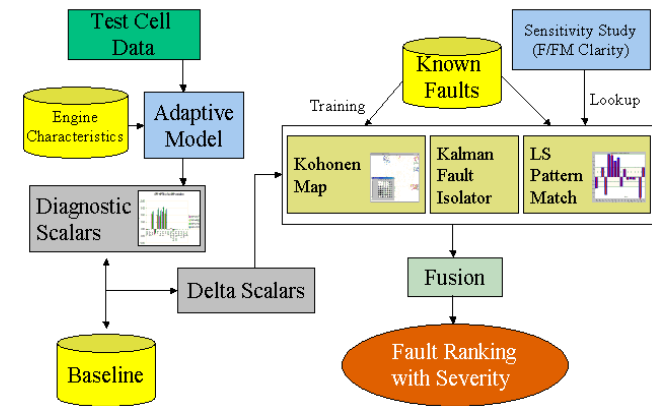 Test Cell
Data
Sensitivity Study
(F/FM Clarity)
Known
Faults
Engine
Characteristics
Adaptive
Model
Training
Lookup
Kohonen
Map
Kalman
Fault
Isolator
LS
Pattern
Match
Diagnostic
Scalars
Delta Scalars
Fusion
Baseline
Fault Ranking
with Severity